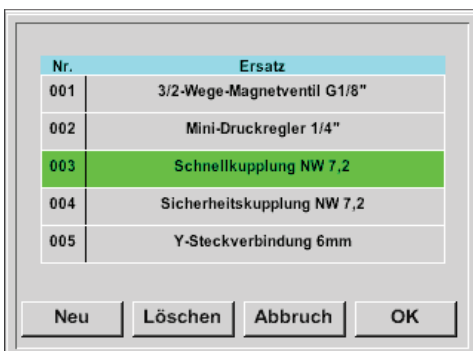 Nr. Ersatz
001 3/2-Wege-Magnetventil G1/8"
002 Mini-Druckregler 1/4"
003 Schnellkupplung NW 7,2
004 Sicherheitskupplung NW 7,2
005 Y-Steckverbindung 6mm
Neu Löschen Abbruch OK